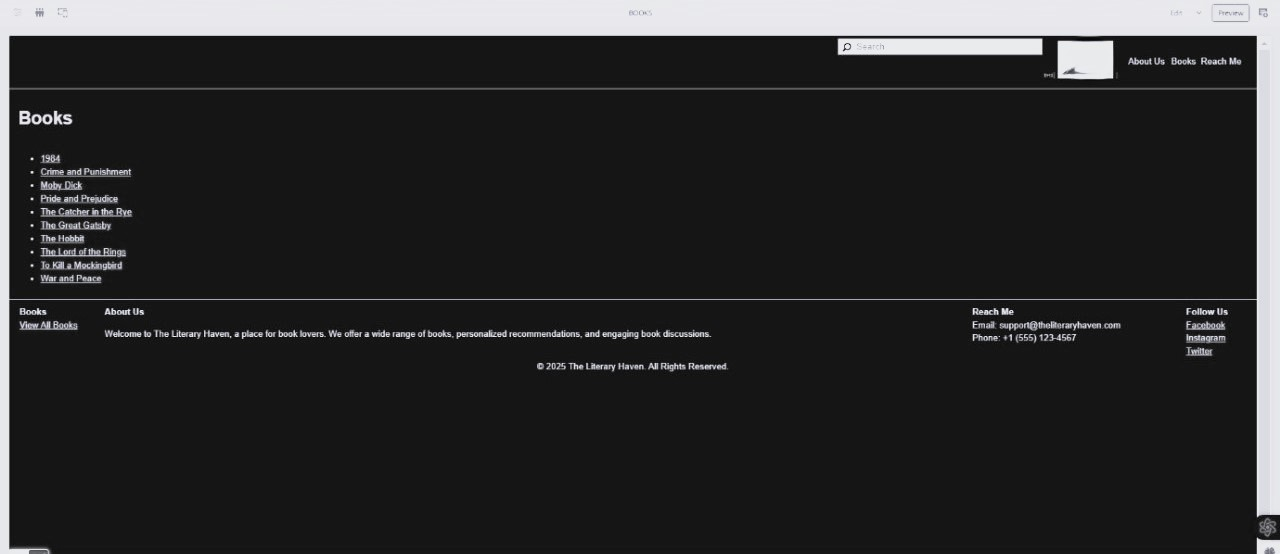 BOOKS
Edit
Preview
Search
About Us Books Reach Me
Books
1984
Crime and Punishment
Moby Dick
Pride and Prejudice
The Catcher in the Rye
The Great Gatsby
The Hobbit
The Lord of the Rings
To Kill a Mockingbird
War and Peace
Books
View All Books
About Us
Welcome to The Literary Haven, a place for book lovers. We offer a wide range of books, personalized recommendations, and engaging book discussions.
Reach Me
Email: support@theliteraryhaven.com
Phone: +1 (555) 123-4567
Follow Us
Facebook
Instagram
Twitter
© 2025 The Literary Haven. All Rights Reserved.